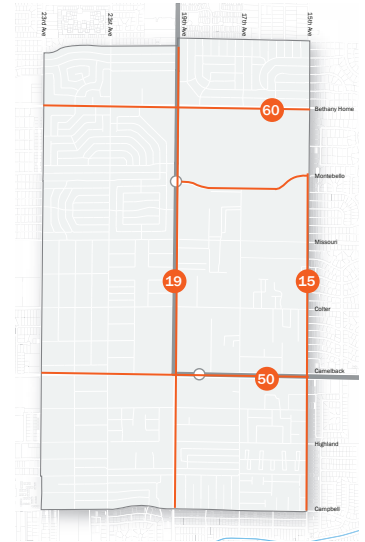 23rd Ave
21st Ave
19th Ave
17th Ave
15th Ave
60
Bethany Home
Montebello
Missouri
19
15
Colter
Camelback
50
Highland
Campbell